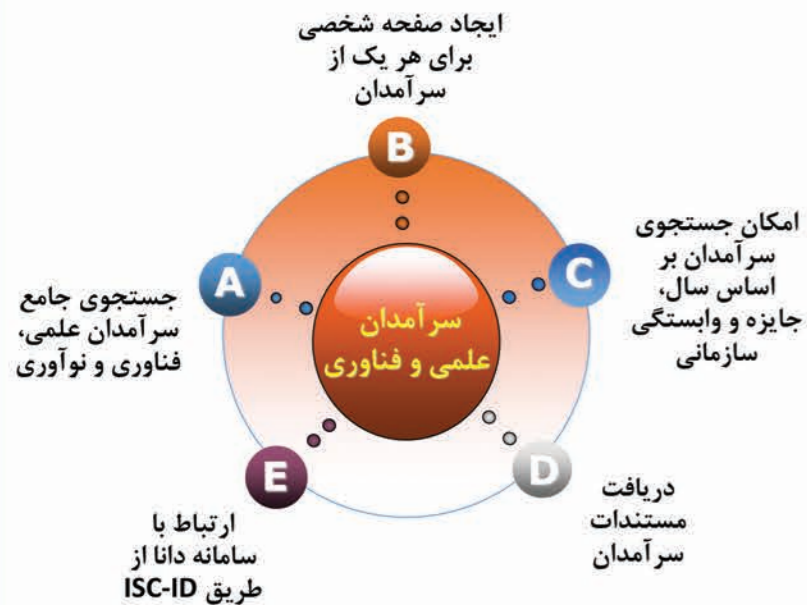 ایجاد صفحه شخصی
برای هر یک از
سرآمدان
B
A
جستجوی جامع
سرآمدان علمی،
فناوری و نوآوری
C
امکان جستجوی
سرآمدان بر
اساس سال،
جایزه و وابستگی
سازمانی
سرآمدان
علمی و فناوری
E
ارتباط با
سامانه دانا از
طریق ISC-ID
D
دریافت
مستندات
سرآمدان